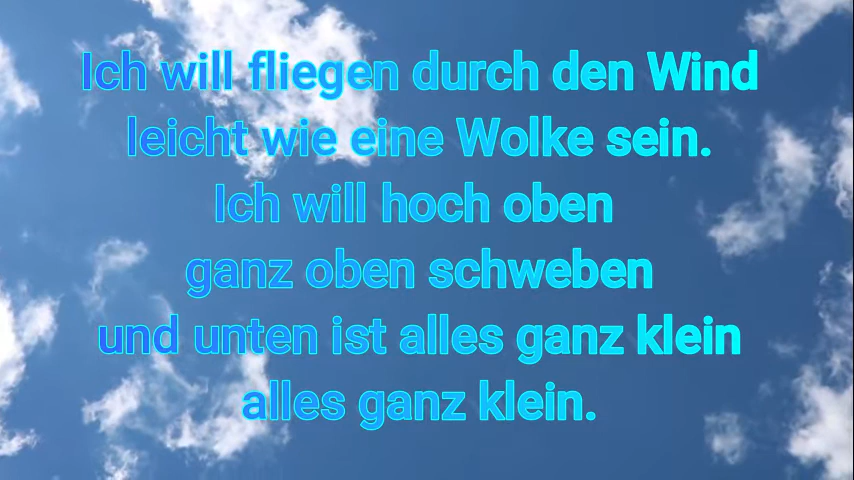 Ich will fliegen durch den Wind
leicht wie eine Wolke sein.
Ich will hoch oben
ganz oben schweben
und unten ist alles ganz klein
alles ganz klein.